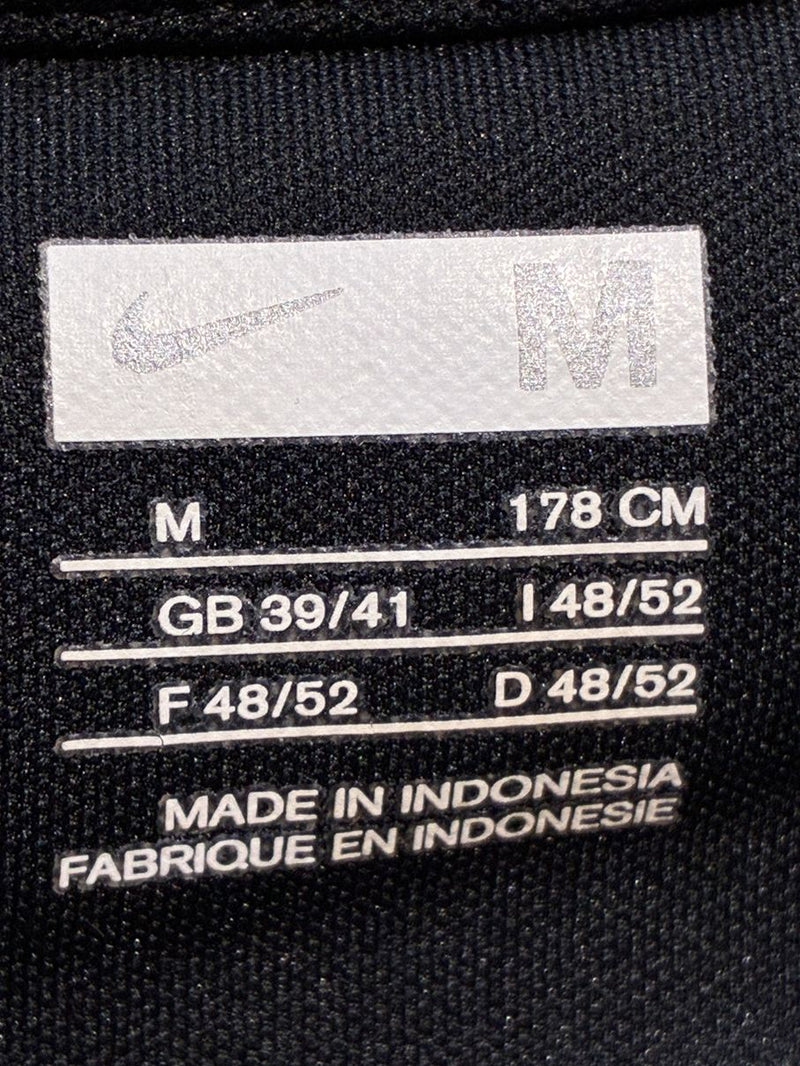 M
M 178 CM
GB 39/41 I 48/52
F 48/52 D 48/52
MADE IN INDONESIA
FABRIQUE EN INDONESIE